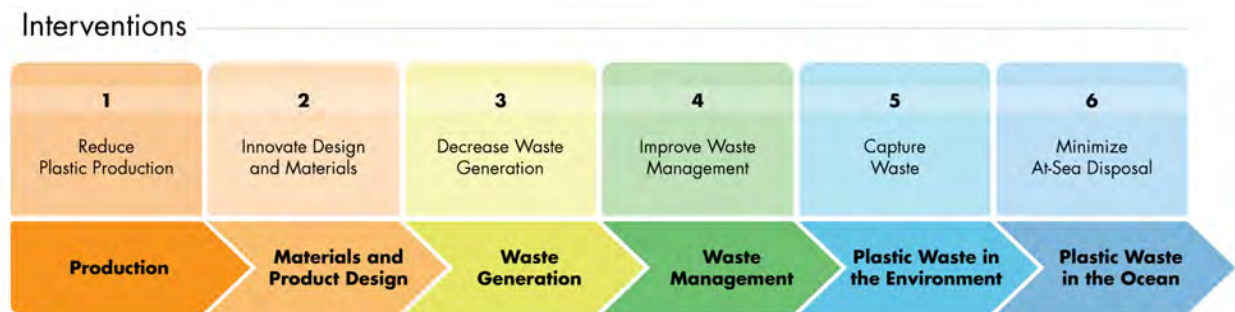 Interventions
1
Reduce
Plastic Production
2
Innovate Design
and Materials
3
Decrease Waste
Generation
4
Improve Waste
Management
5
Capture
Waste
6
Minimize
At-Sea Disposal
Production
Materials and
Product Design
Waste
Generation
Waste
Management
Plastic Waste in
the Environment
Plastic Waste
in the Ocean